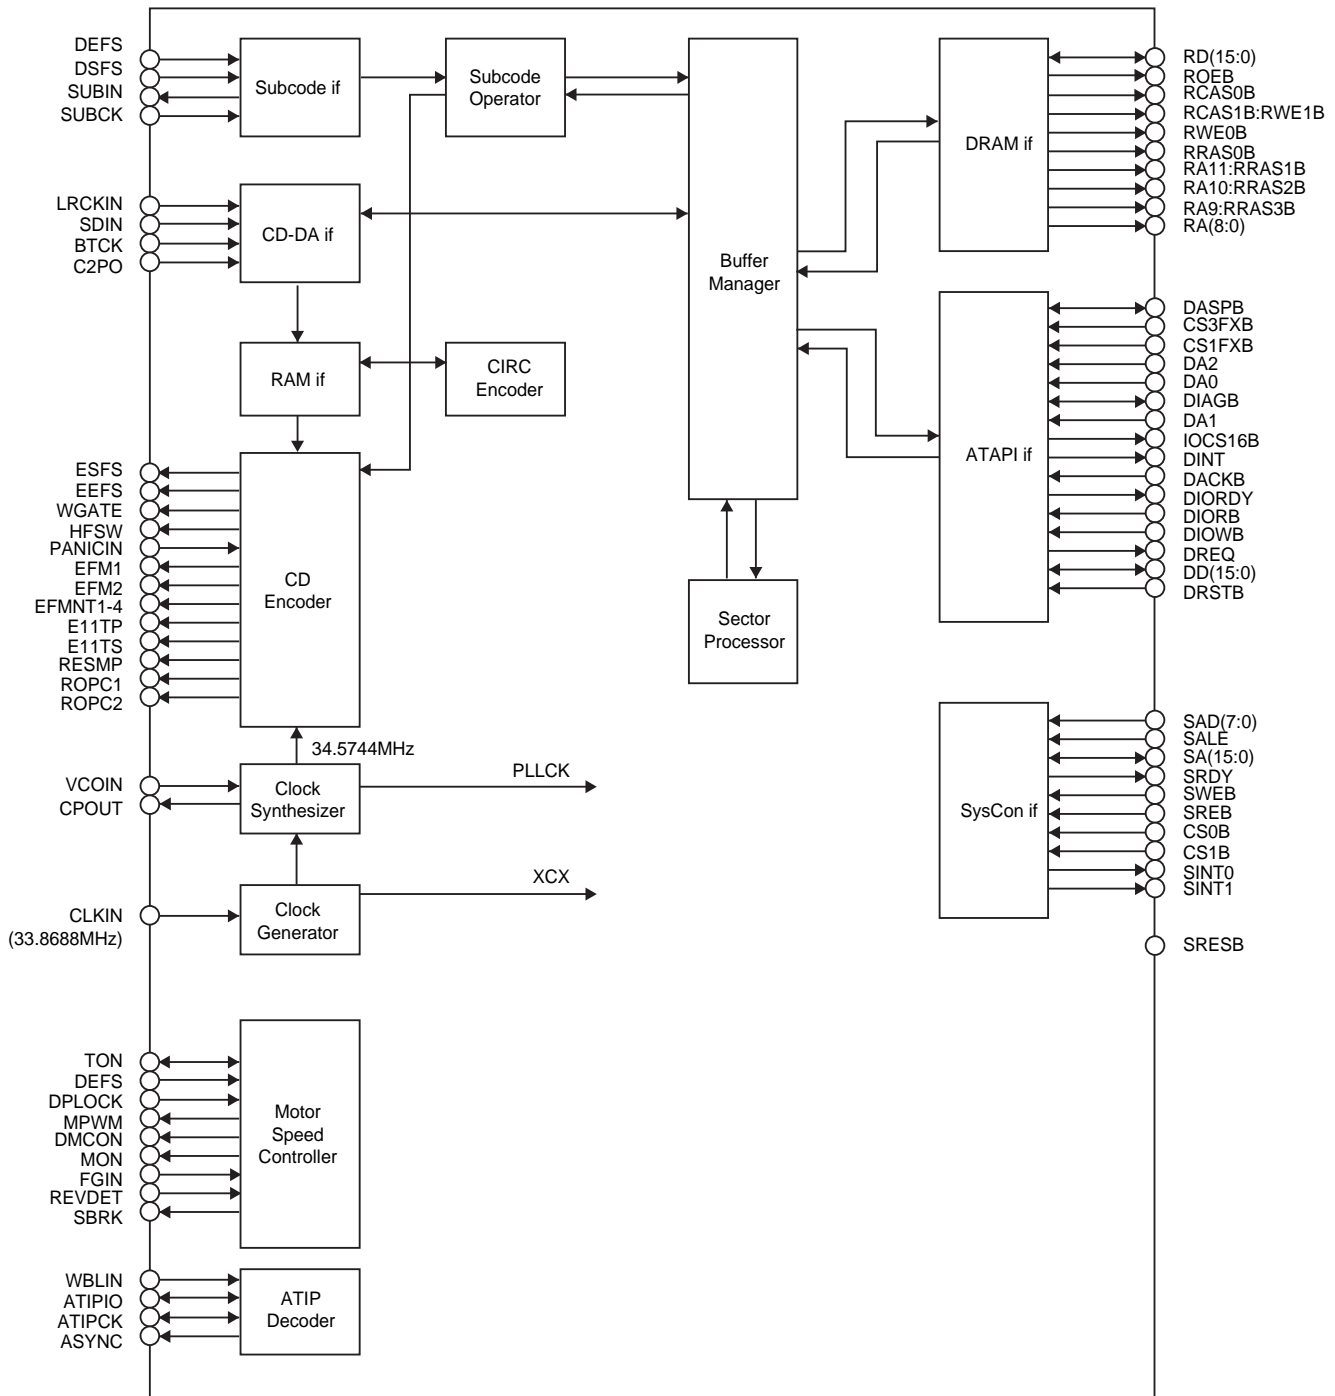 DEFS
DSFS
SUBIN
SUBCK
Subcode if
Subcode
Operator
LRCKIN
SDIN
BTCK
C2PO
CD-DA if
RAM if
CIRC
Encoder
ESFS
EEFS
WGATE
HFSW
PANICIN
EFM1
EFM2
EFMNT1-4
E11TP
E11TS
RESMP
ROPC1
ROPC2
CD
Encoder
34.5744MHz
VCOIN
CPOUT
Clock
Synthesizer
PLLCK
CLKIN
(33.8688MHz)
Clock
Generator
XCX
TON
DEFS
DPLOCK
MPWM
DMCON
MON
FGIN
REVDET
SBRK
Motor
Speed
Controller
WBLIN
ATIPIO
ATIPCK
ASYNC
ATIP
Decoder
Buffer
Manager
Sector
Processor
DRAM if
RD(15:0)
ROEB
RCAS0B
RCAS1B:RWE1B
RWE0B
RRAS0B
RA11:RRAS1B
RA10:RRAS2B
RA9:RRAS3B
RA(8:0)
ATAPI if
DASPB
CS3FXB
CS1FXB
DA2
DA0
DIAGB
DA1
IOCS16B
DINT
DACKB
DIORDY
DIORB
DIOWB
DREQ
DD(15:0)
DRSTB
SysCon if
SAD(7:0)
SALE
SA(15:0)
SRDY
SWEB
SREB
CS0B
CS1B
SINT0
SINT1
SRESB